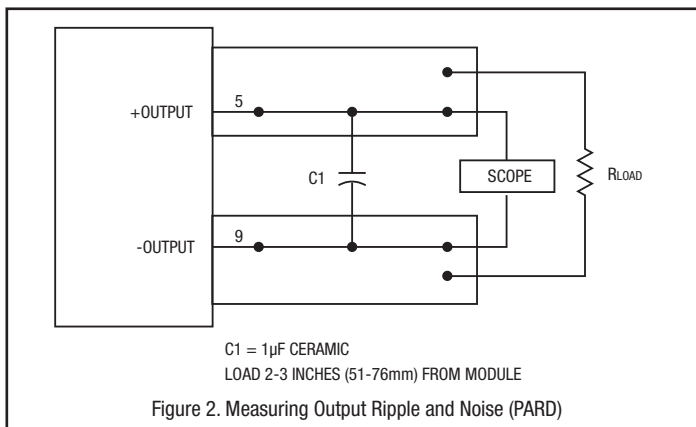 +OUTPUT
5
C1
SCOPE
RLOAD
-OUTPUT
9
C1 = 1µF CERAMIC
LOAD 2-3 INCHES (51-76mm) FROM MODULE
Figure 2. Measuring Output Ripple and Noise (PARD)